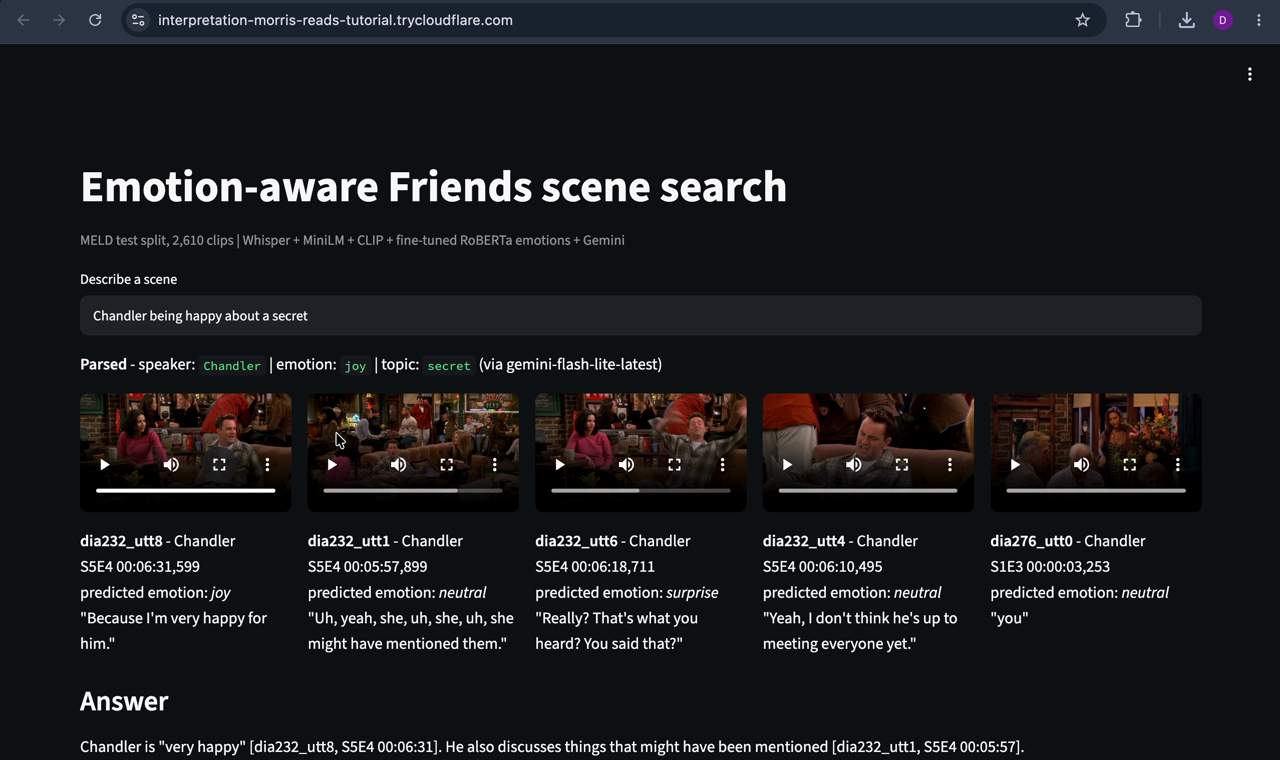 interpretation-morris-reads-tutorial.trycloudflare.com
D
Emotion-aware Friends scene search
MELD test split, 2,610 clips | Whisper + MiniLM + CLIP + fine-tuned RoBERTa emotions + Gemini
Describe a scene
Chandler being happy about a secret
Parsed - speaker: Chandler | emotion: joy | topic: secret (via gemini-flash-lite-latest)
dia232_utt8 - Chandler
S5E4 00:06:31,599
predicted emotion: joy
"Because I'm very happy for
him."
dia232_utt1 - Chandler
S5E4 00:05:57,899
predicted emotion: neutral
"Uh, yeah, she, uh, she, uh, she
might have mentioned them."
dia232_utt6 - Chandler
S5E4 00:06:18,711
predicted emotion: surprise
"Really? That's what you
heard? You said that?"
dia232_utt4 - Chandler
S5E4 00:06:10,495
predicted emotion: neutral
"Yeah, I don't think he's up to
meeting everyone yet."
dia276_utt0 - Chandler
S1E3 00:00:03,253
predicted emotion: neutral
"you"
Answer
Chandler is "very happy" [dia232_utt8, S5E4 00:06:31]. He also discusses things that might have been mentioned [dia232_utt1, S5E4 00:05:57].